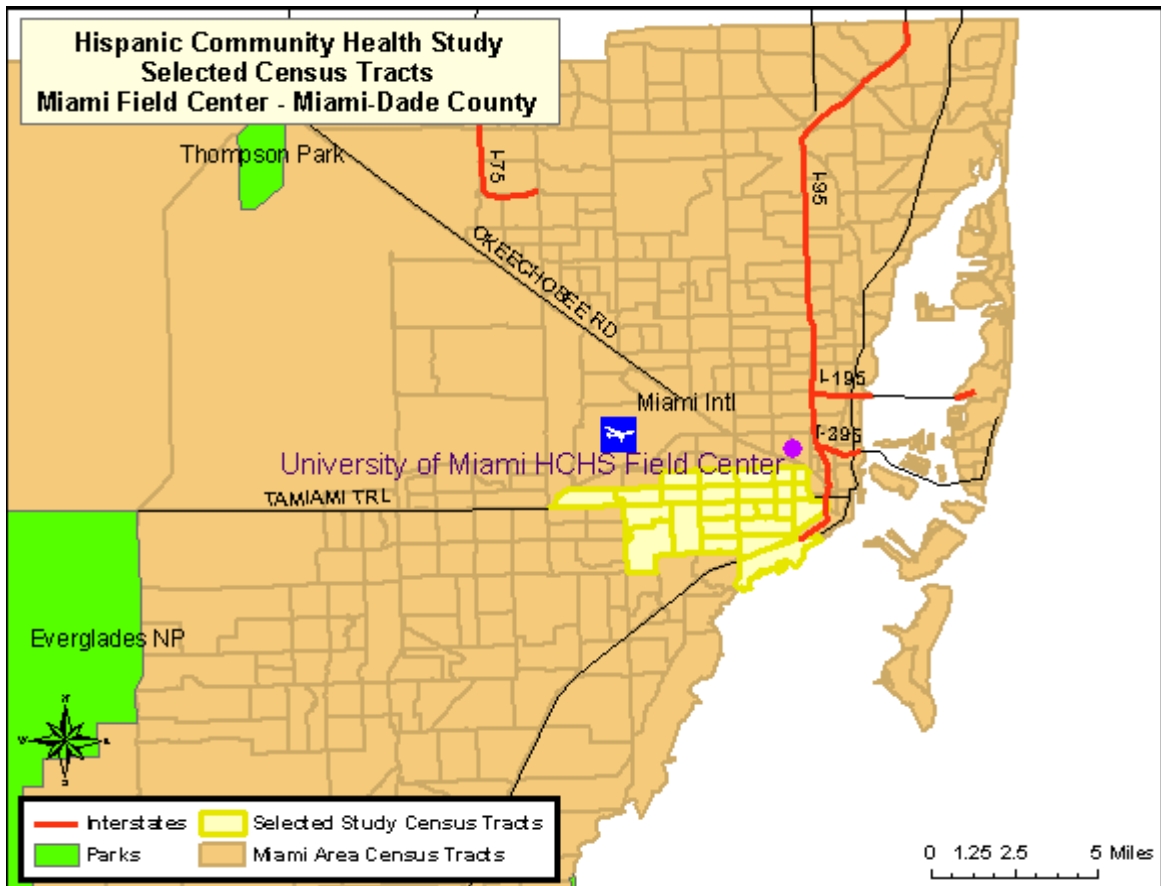 Hispanic Community Health Study
Selected Census Tracts
Miami Field Center - Miami-Dade County
Thompson Park
I-75
I-95
OKEECHOBEE RD
I-195
Miami Intl
I-395
University of Miami HCHS Field Center
TAMIAMI TRL
Everglades NP
N
W
E
S
Interstates
Selected Study Census Tracts
Parks
Miami Area Census Tracts
0 1.25 2.5 5 Miles